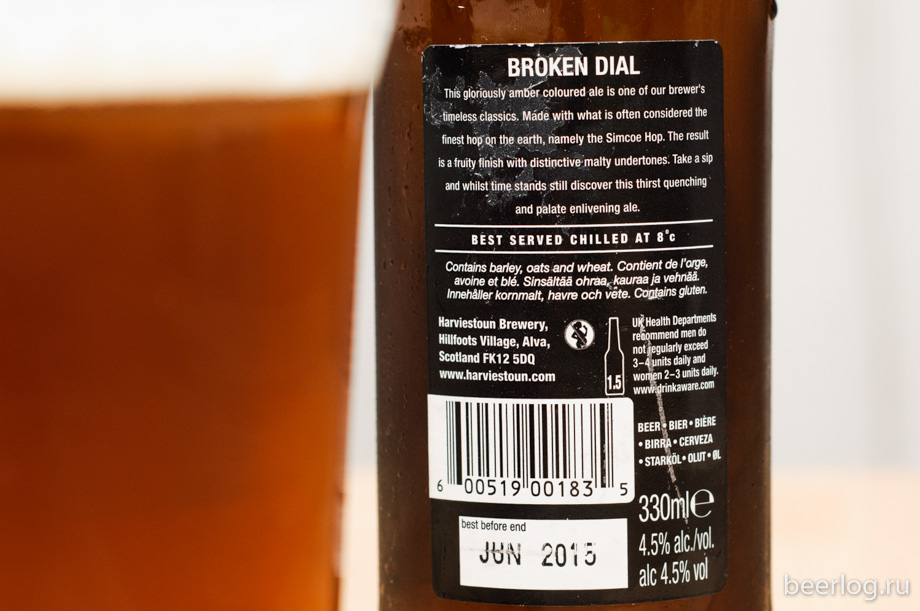 BROKEN DIAL
This gloriously amber coloured ale is one of our brewer's
timeless classics. Made with what is often considered the
finest hop on the earth, namely the Simcoe Hop. The result
is a fruity finish with distinctive malty undertones. Take a sip
and whilst time stands still discover this thirst quenching
and palate enlivening ale.
BEST SERVED CHILLED AT 8°c
Contains barley, oats and wheat. Contient de l'orge,
avoine et blé. Sinsältää ohraa, kauraa ja vehnää.
Innehåller kornmalt, havre och vete. Contains gluten.
Harviestoun Brewery,
Hillfoots Village, Alva,
Scotland FK12 5DQ
www.harviestoun.com
1.5
UK Health Departments
recommend men do
not regularly exceed
3–4 units daily and
women 2–3 units daily.
www.drinkaware.com
BEER • BIER • BIÈRE
• BIRRA • CERVEZA
• STARKÖL • OLUT • ØL
6 00519 00183 5
330ml℮
best before end
JUN 2015
4.5% alc./vol.
alc 4.5% vol
beerlog.ru